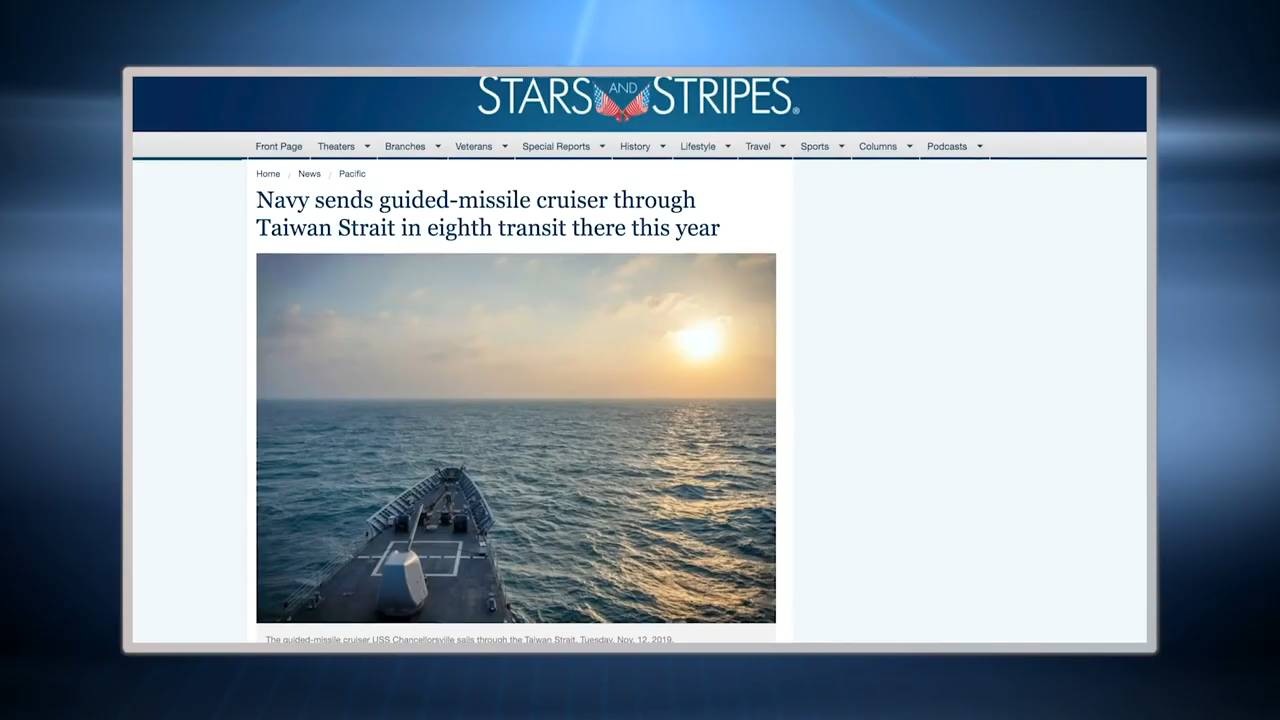 STARS AND STRIPES®
Front Page Theaters Branches Veterans Special Reports History Lifestyle Travel Sports Columns Podcasts
Home / News / Pacific
Navy sends guided-missile cruiser through
Taiwan Strait in eighth transit there this year
The guided-missile cruiser USS Chancellorsville sails through the Taiwan Strait, Tuesday, Nov. 12, 2019.